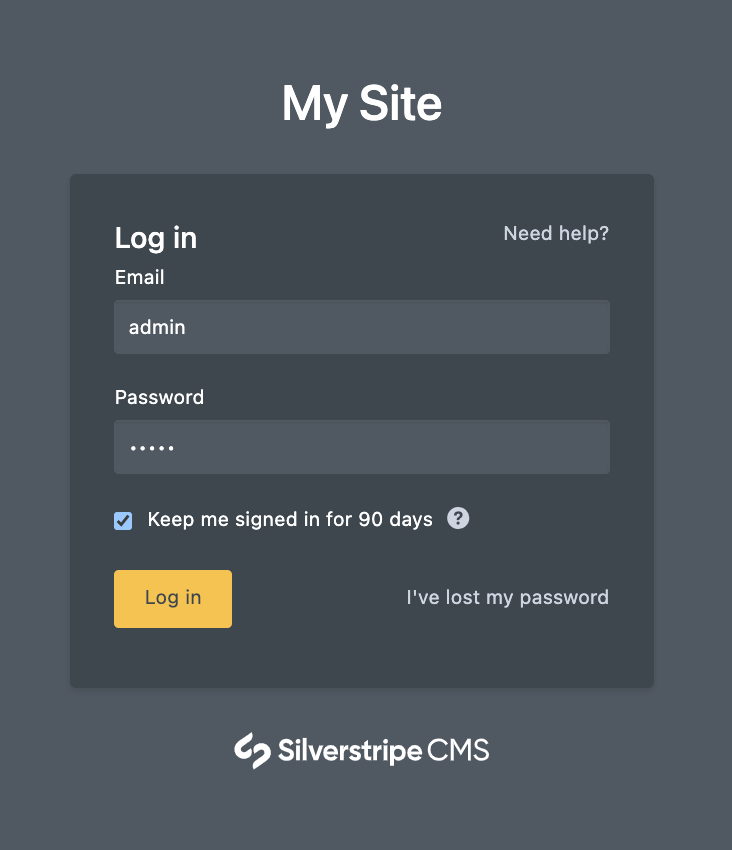 My Site
Log in
Need help?
Email
admin
Password
•••••
Keep me signed in for 90 days ?
Log in
I've lost my password
Silverstripe CMS